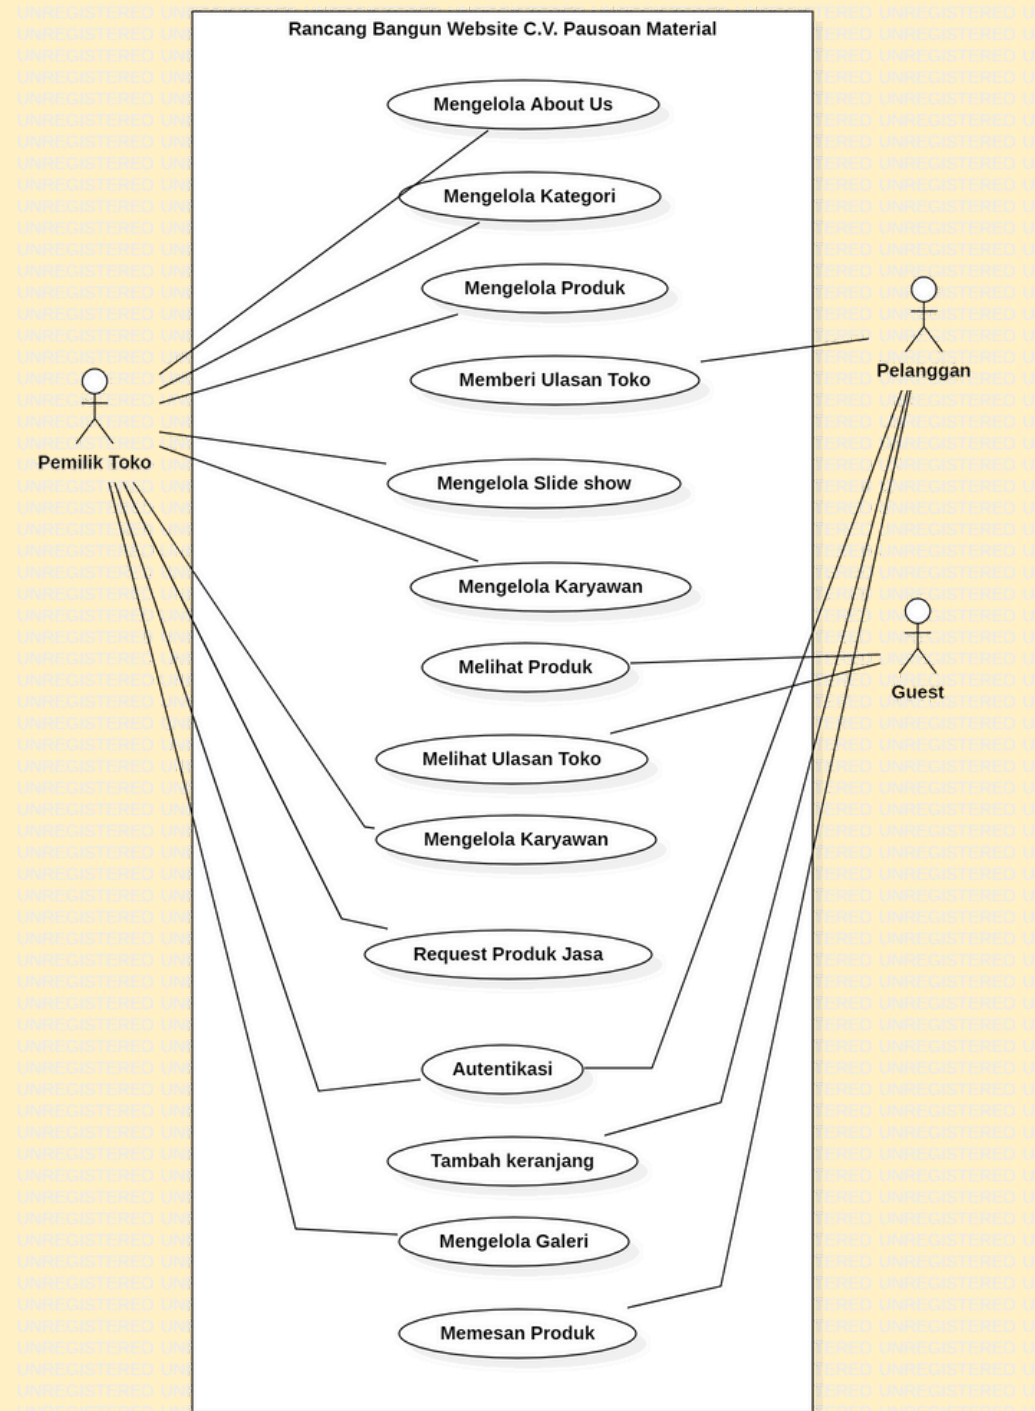 Rancang Bangun Website C.V. Pausoan Material
Mengelola About Us
Mengelola Kategori
Mengelola Produk
Memberi Ulasan Toko
Pelanggan
Pemilik Toko
Mengelola Slide show
Mengelola Karyawan
Melihat Produk
Guest
Melihat Ulasan Toko
Mengelola Karyawan
Request Produk Jasa
Autentikasi
Tambah keranjang
Mengelola Galeri
Memesan Produk
UNREGISTERED